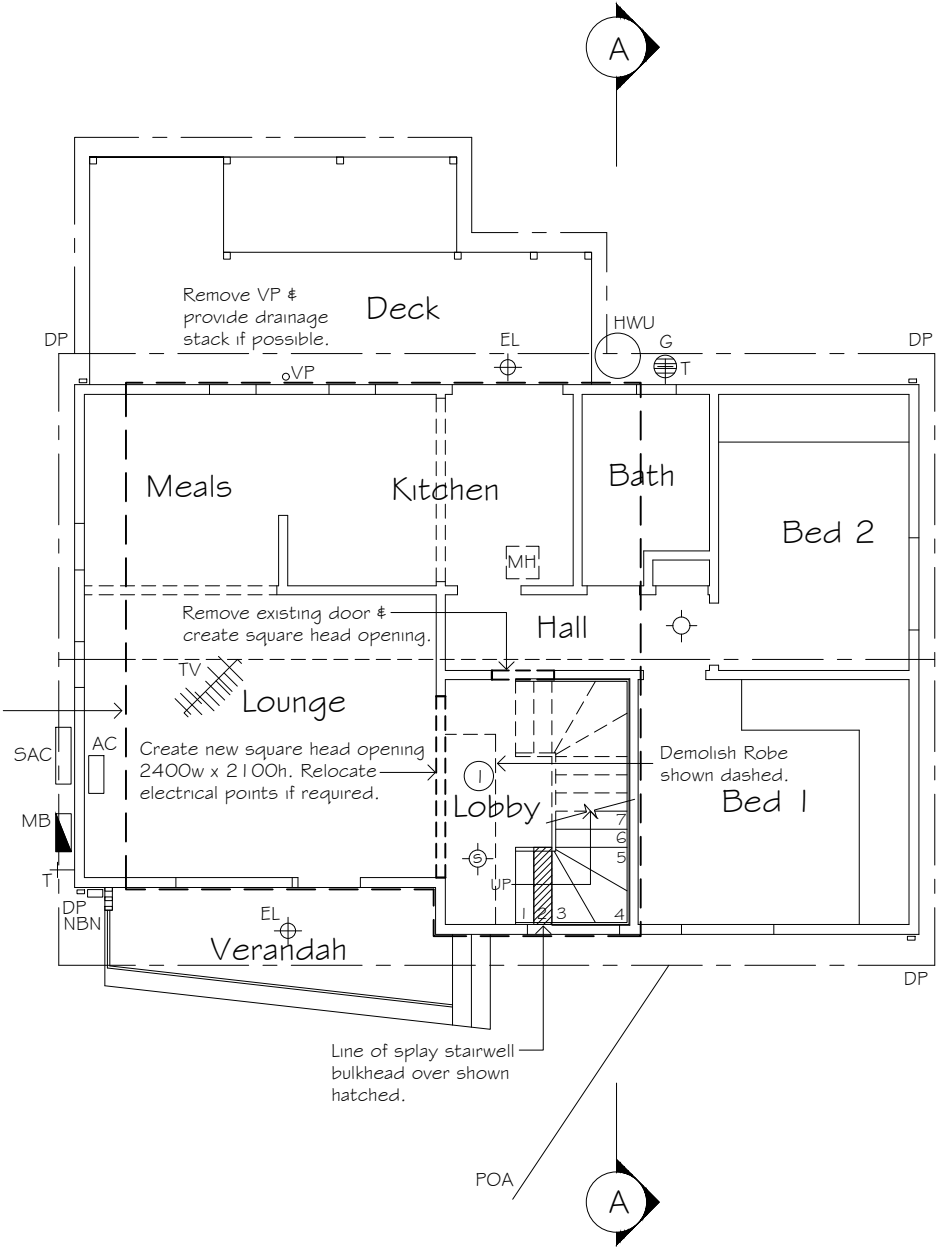 A
Remove VP &
provide drainage
stack if possible.
Deck
HWU
DP
EL
G
DP
VP
T
Meals
Kitchen
Bath
Bed 2
MH
Remove existing door &
create square head opening.
Hall
TV
Lounge
SAC
AC
Create new square head opening
2400w x 2100h. Relocate
electrical points if required.
1
Demolish Robe
shown dashed.
Lobby
Bed 1
MB
7
6
5
S
T
UP
1 2 3 4
DP
NBN
EL
Verandah
DP
Line of splay stairwell
bulkhead over shown
hatched.
POA
A